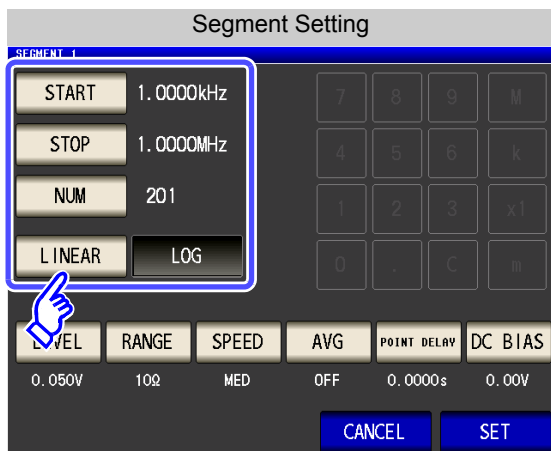 Segment Setting
SEGMENT 1
START 1.0000kHz
STOP 1.0000MHz
NUM 201
LINEAR LOG
7 8 9 M
4 5 6 k
1 2 3 x1
0 . C m
LEVEL RANGE SPEED AVG POINT DELAY DC BIAS
0.050V 10Ω MED OFF 0.0000s 0.00V
CANCEL SET